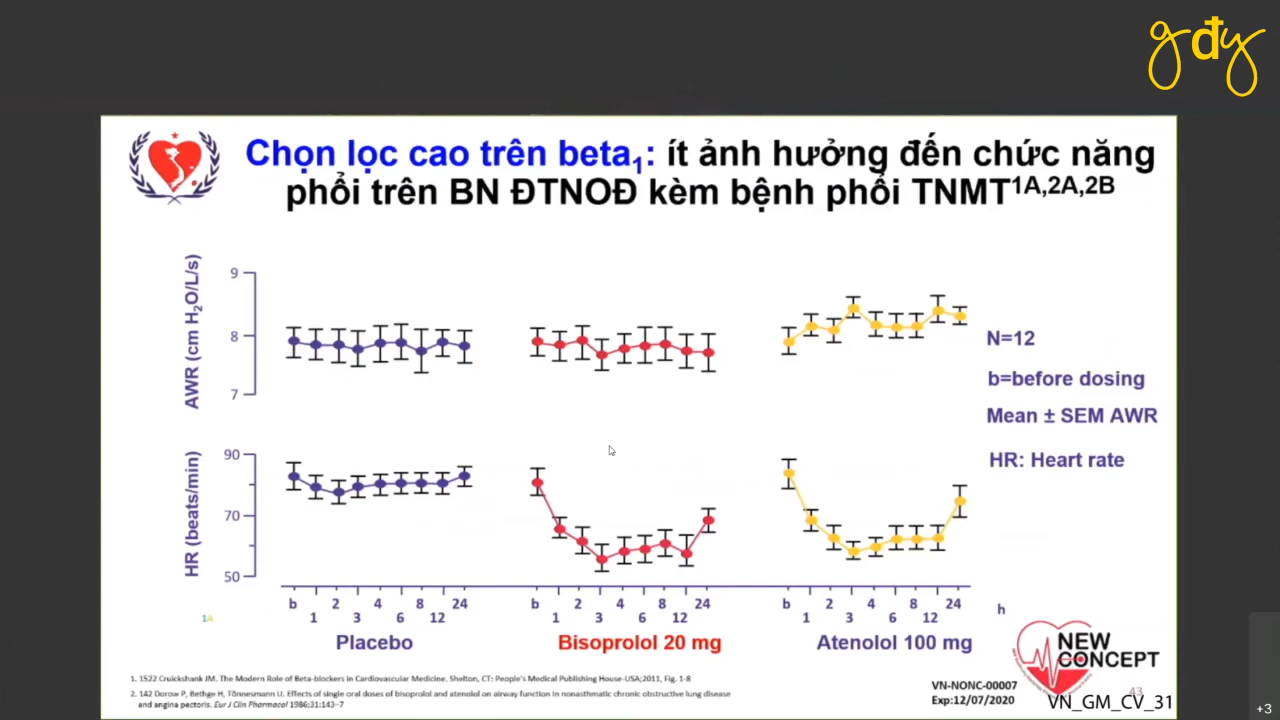 gđy
Chọn lọc cao trên beta1: ít ảnh hưởng đến chức năng
phổi trên BN ĐTNOĐ kèm bệnh phổi TNMT1A,2A,2B
AWR (cm H2O/L/s)
9
8
7
N=12
b=before dosing
Mean ± SEM AWR
HR: Heart rate
HR (beats/min)
90
70
50
b 1 2 3 4 6 8 12 24
b 1 2 3 4 6 8 12 24
b 1 2 3 4 6 8 12 24
h
1A
Placebo
Bisoprolol 20 mg
Atenolol 100 mg
NEW
CONCEPT
1. 1522 Cruickshank JM. The Modern Role of Beta-blockers in Cardiovascular Medicine. Shelton, CT: People's Medical Publishing House-USA;2011, Fig. 1-8
2. 142 Dorow P, Bethge H, Tönnesmann U. Effects of single oral doses of bisoprolol and atenolol on airway function in nonasthmatic chronic obstructive lung disease
and angina pectoris. Eur J Clin Pharmacol 1986;31:143–7
VN-NONC-00007
Exp:12/07/2020
43
VN_GM_CV_31
+3